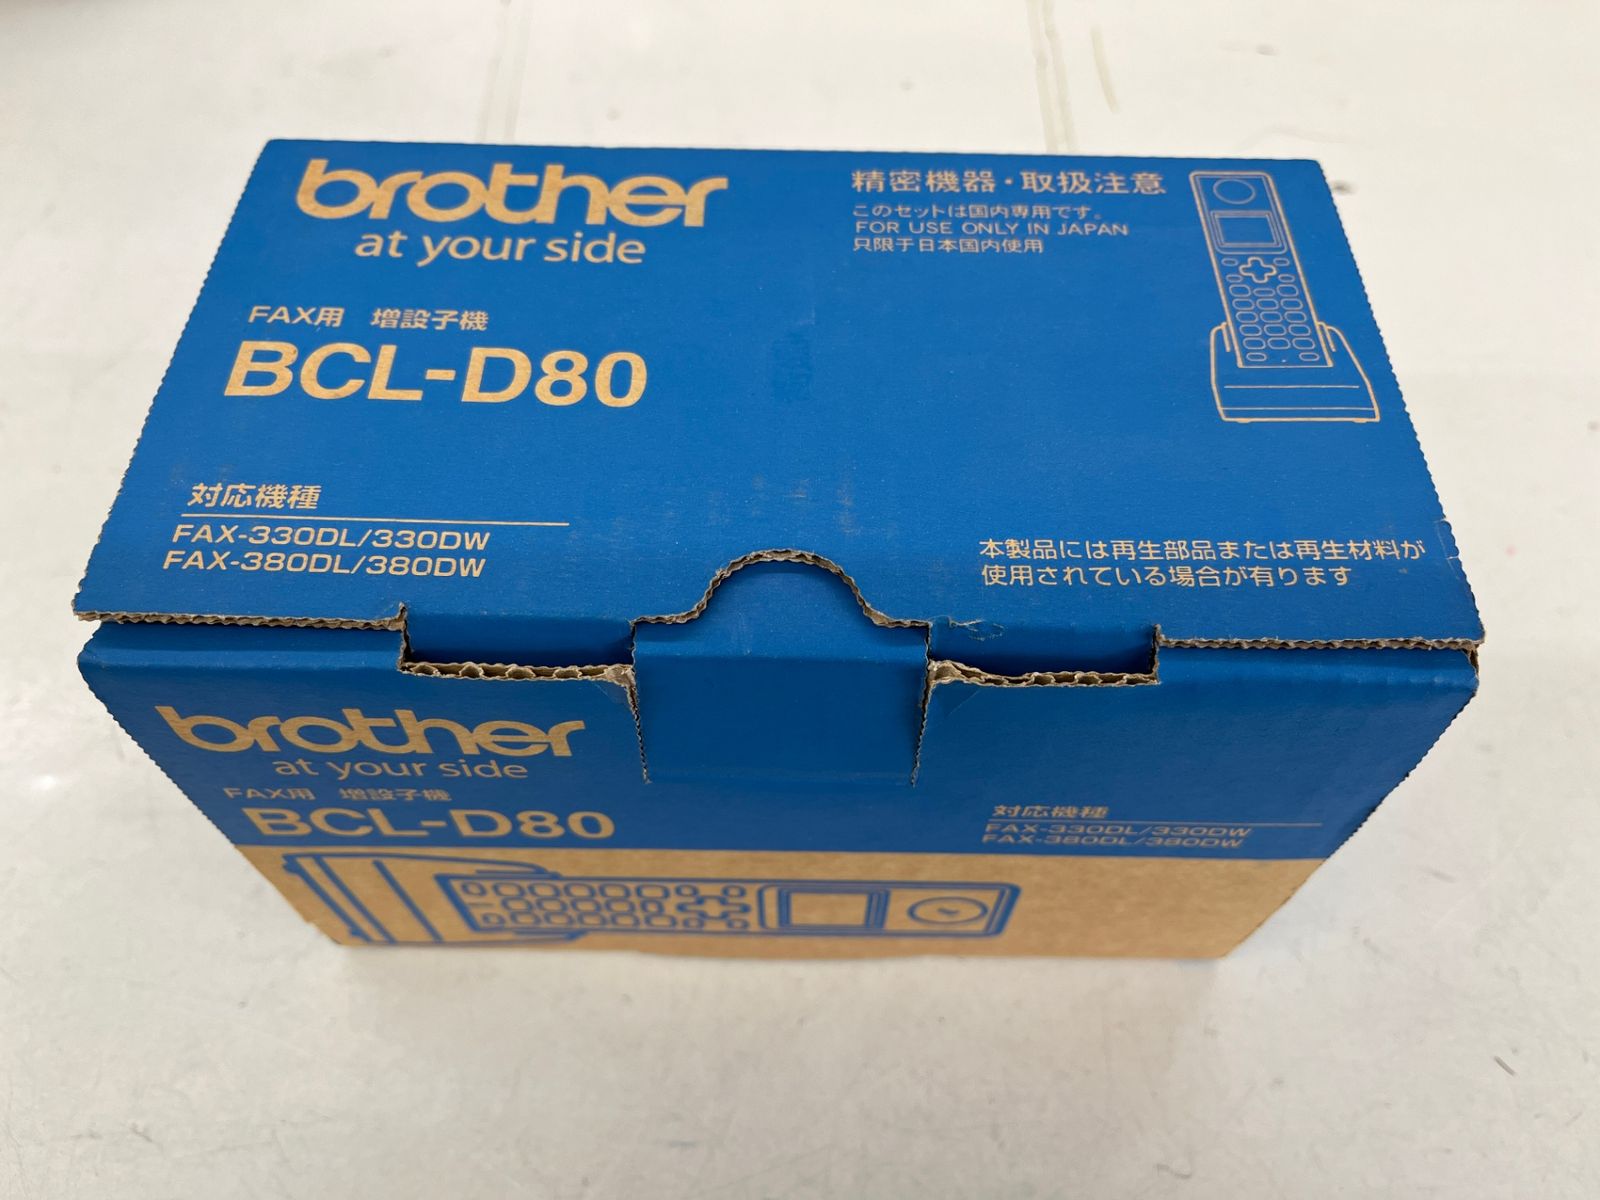 brother
at your side
精密機器・取扱注意
このセットは国内専用です。
FOR USE ONLY IN JAPAN
只限于日本国内使用
FAX用 増設子機
BCL-D80
対応機種
FAX-330DL/330DW
FAX-380DL/380DW
本製品には再生部品または再生材料が
使用されている場合が有ります
brother
at your side
FAX用 増設子機
BCL-D80
対応機種
FAX-330DL/330DW
FAX-380DL/380DW